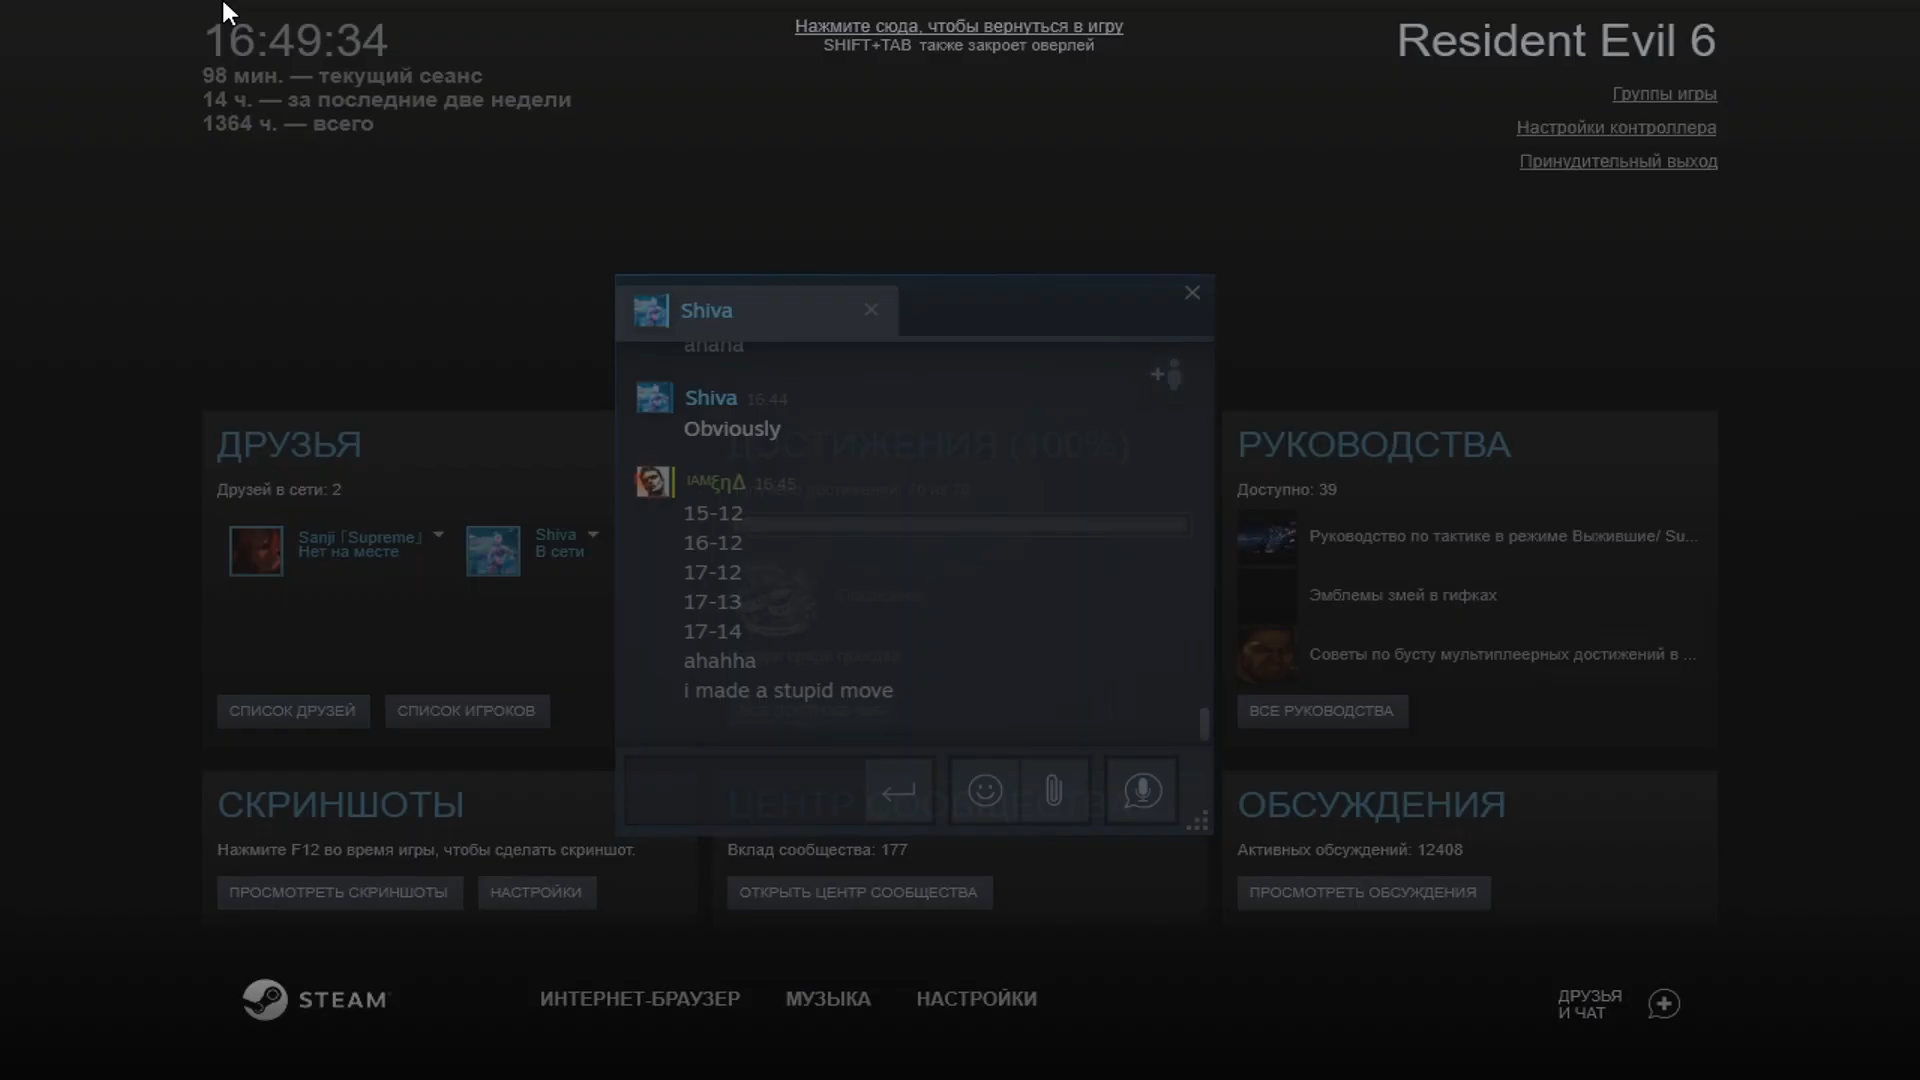 16:49:34
98 мин. — текущий сеанс
14 ч. — за последние две недели
1364 ч. — всего
Нажмите сюда, чтобы вернуться в игру
SHIFT+TAB также закроет оверлей
Resident Evil 6
Группы игры
Настройки контроллера
Принудительный выход
Shiva
ahaha
Shiva 16:44
Obviously
ᴵᴬᴹξηΔ 16:45
15-12
16-12
17-12
17-13
17-14
ahahha
i made a stupid move
ДРУЗЬЯ
Друзей в сети: 2
Sanji「Supreme」
Нет на месте
Shiva
В сети
СПИСОК ДРУЗЕЙ
СПИСОК ИГРОКОВ
ДОСТИЖЕНИЯ (100%)
РУКОВОДСТВА
Доступно: 39
Руководство по тактике в режиме Выжившие/ Su...
Эмблемы змей в гифках
Советы по бусту мультиплеерных достижений в ...
ВСЕ РУКОВОДСТВА
СКРИНШОТЫ
Нажмите F12 во время игры, чтобы сделать скриншот.
ПРОСМОТРЕТЬ СКРИНШОТЫ
НАСТРОЙКИ
ЦЕНТР СООБЩЕСТВА
Вклад сообщества: 177
ОТКРЫТЬ ЦЕНТР СООБЩЕСТВА
ОБСУЖДЕНИЯ
Активных обсуждений: 12408
ПРОСМОТРЕТЬ ОБСУЖДЕНИЯ
STEAM
ИНТЕРНЕТ-БРАУЗЕР
МУЗЫКА
НАСТРОЙКИ
ДРУЗЬЯ
И ЧАТ